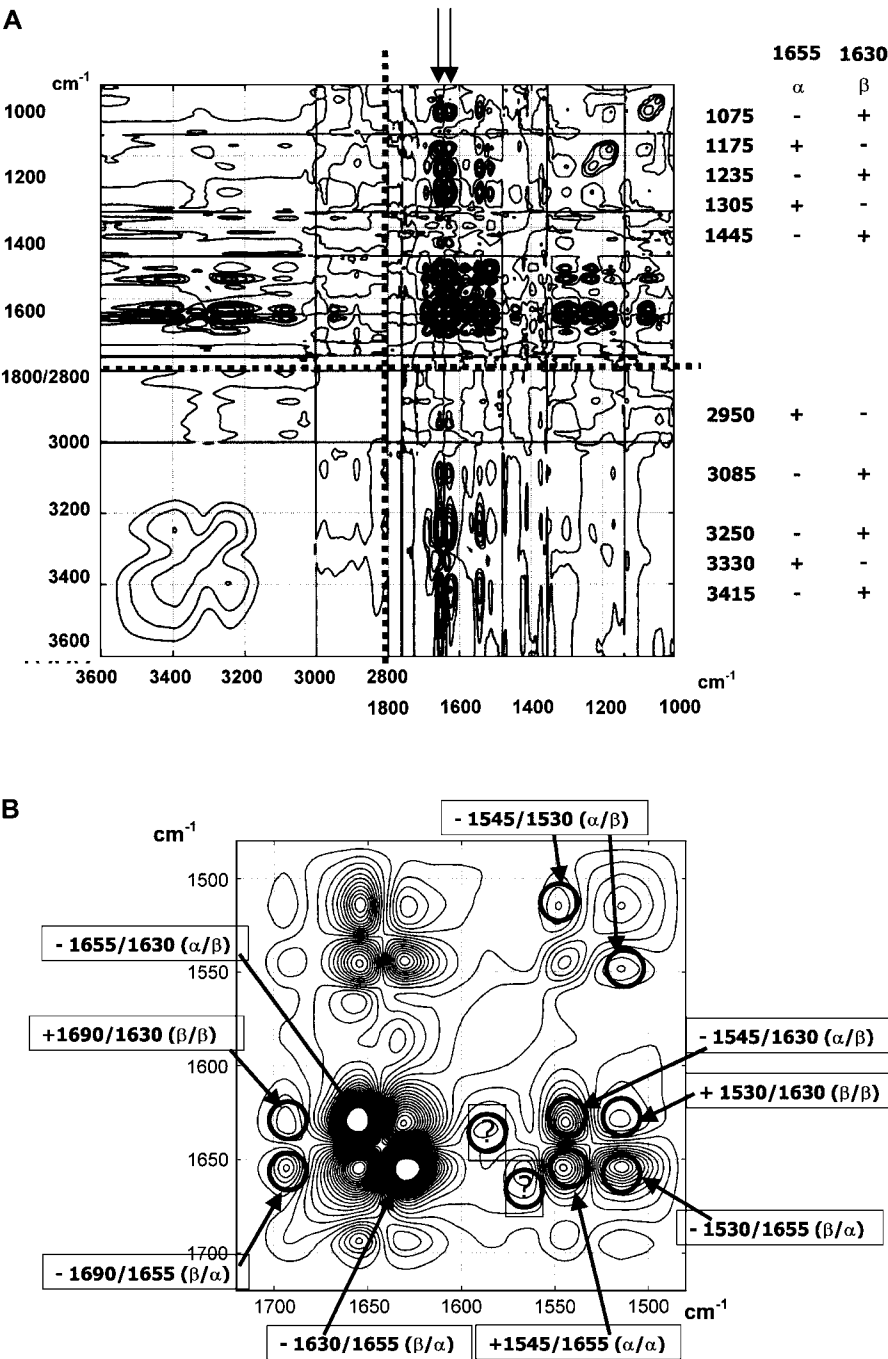 A
1655 1630
cm-1
α β
1000
1075 - +
1175 + -
1200
1235 - +
1305 + -
1400
1445 - +
1600
1800/2800
2950 + -
3000
3085 - +
3200
3250 - +
3330 + -
3400
3415 - +
3600
3600 3400 3200 3000 2800 cm-1
1800 1600 1400 1200 1000
B
- 1545/1530 (α/β)
cm-1
1500
- 1655/1630 (α/β)
1550
+1690/1630 (β/β)
- 1545/1630 (α/β)
1600
+ 1530/1630 (β/β)
?
1650
?
- 1530/1655 (β/α)
1700
- 1690/1655 (β/α)
1700 1650 1600 1550 1500 cm-1
- 1630/1655 (β/α) +1545/1655 (α/α)